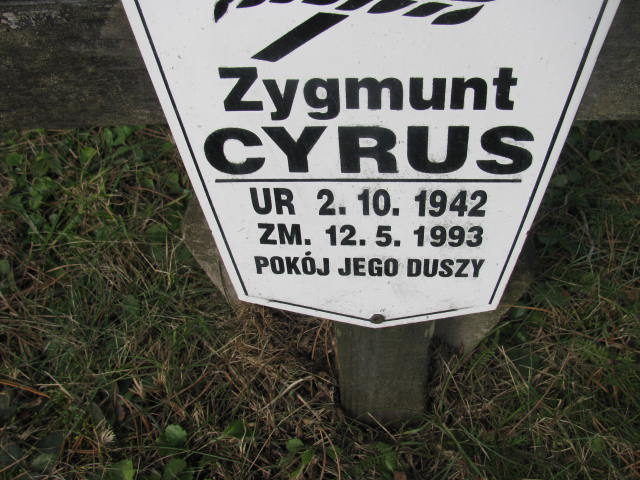 Zygmunt
CYRUS
UR 2. 10. 1942
ZM. 12. 5. 1993
POKÓJ JEGO DUSZY